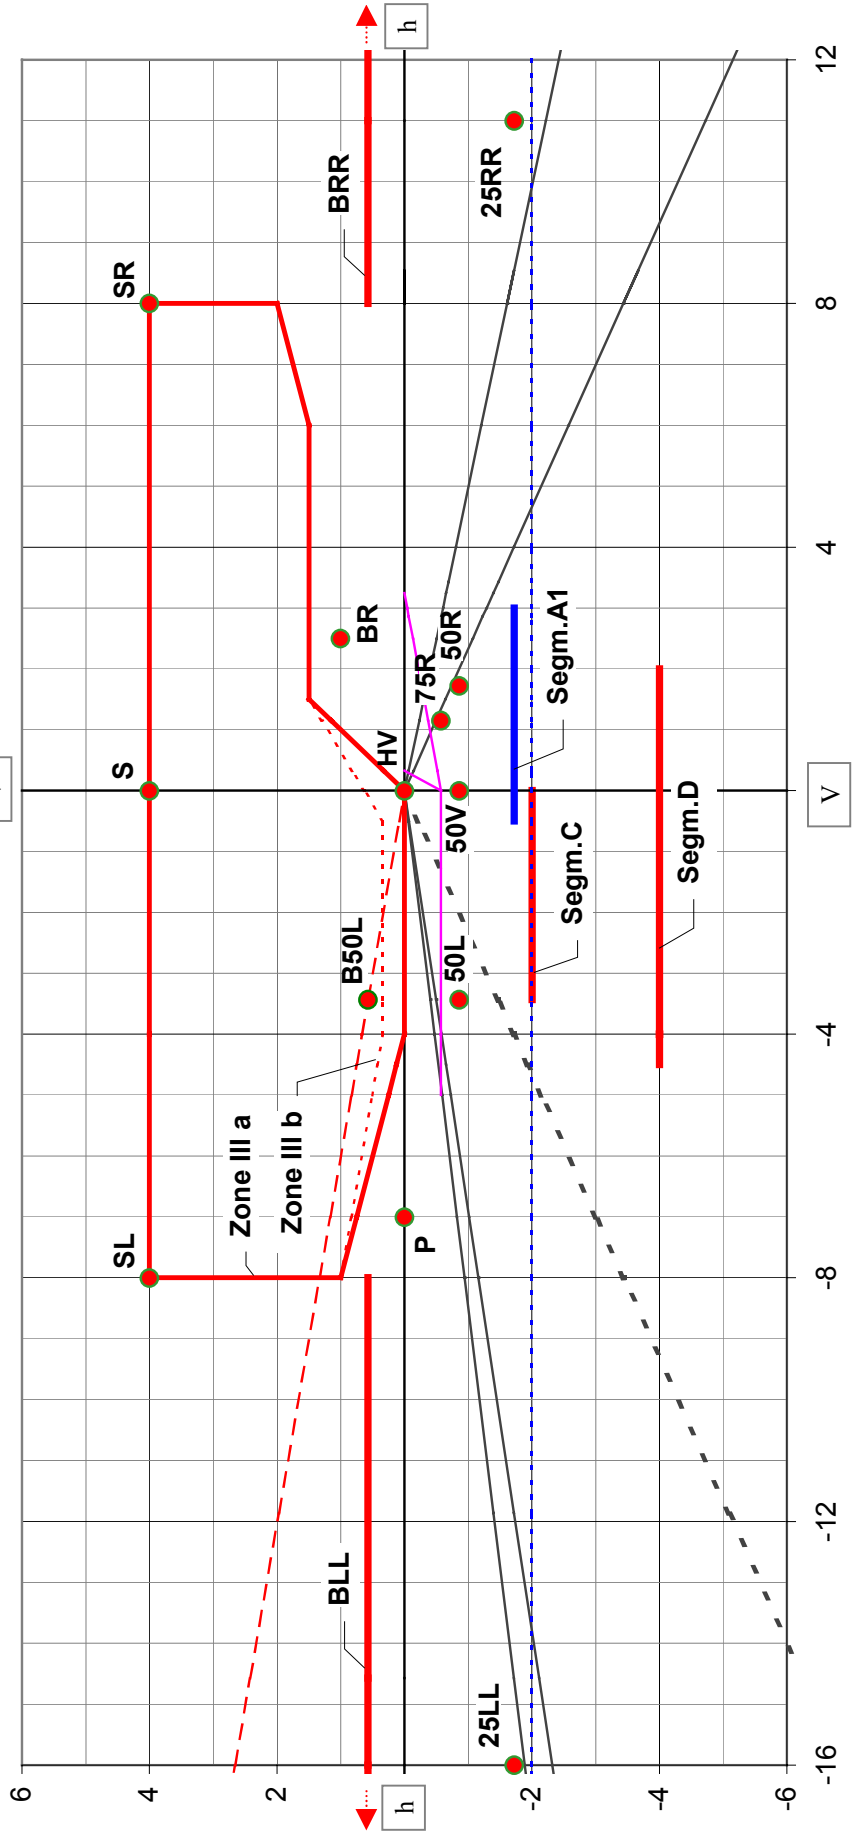 h
h
V
6
4
2
-2
-4
-6
-16
-12
-8
-4
4
8
12
SL
S
SR
Zone III a
Zone III b
BLL
B50L
HV
BR
BRR
P
75R
50R
50L
50V
25LL
25RR
Segm.A1
Segm.C
Segm.D